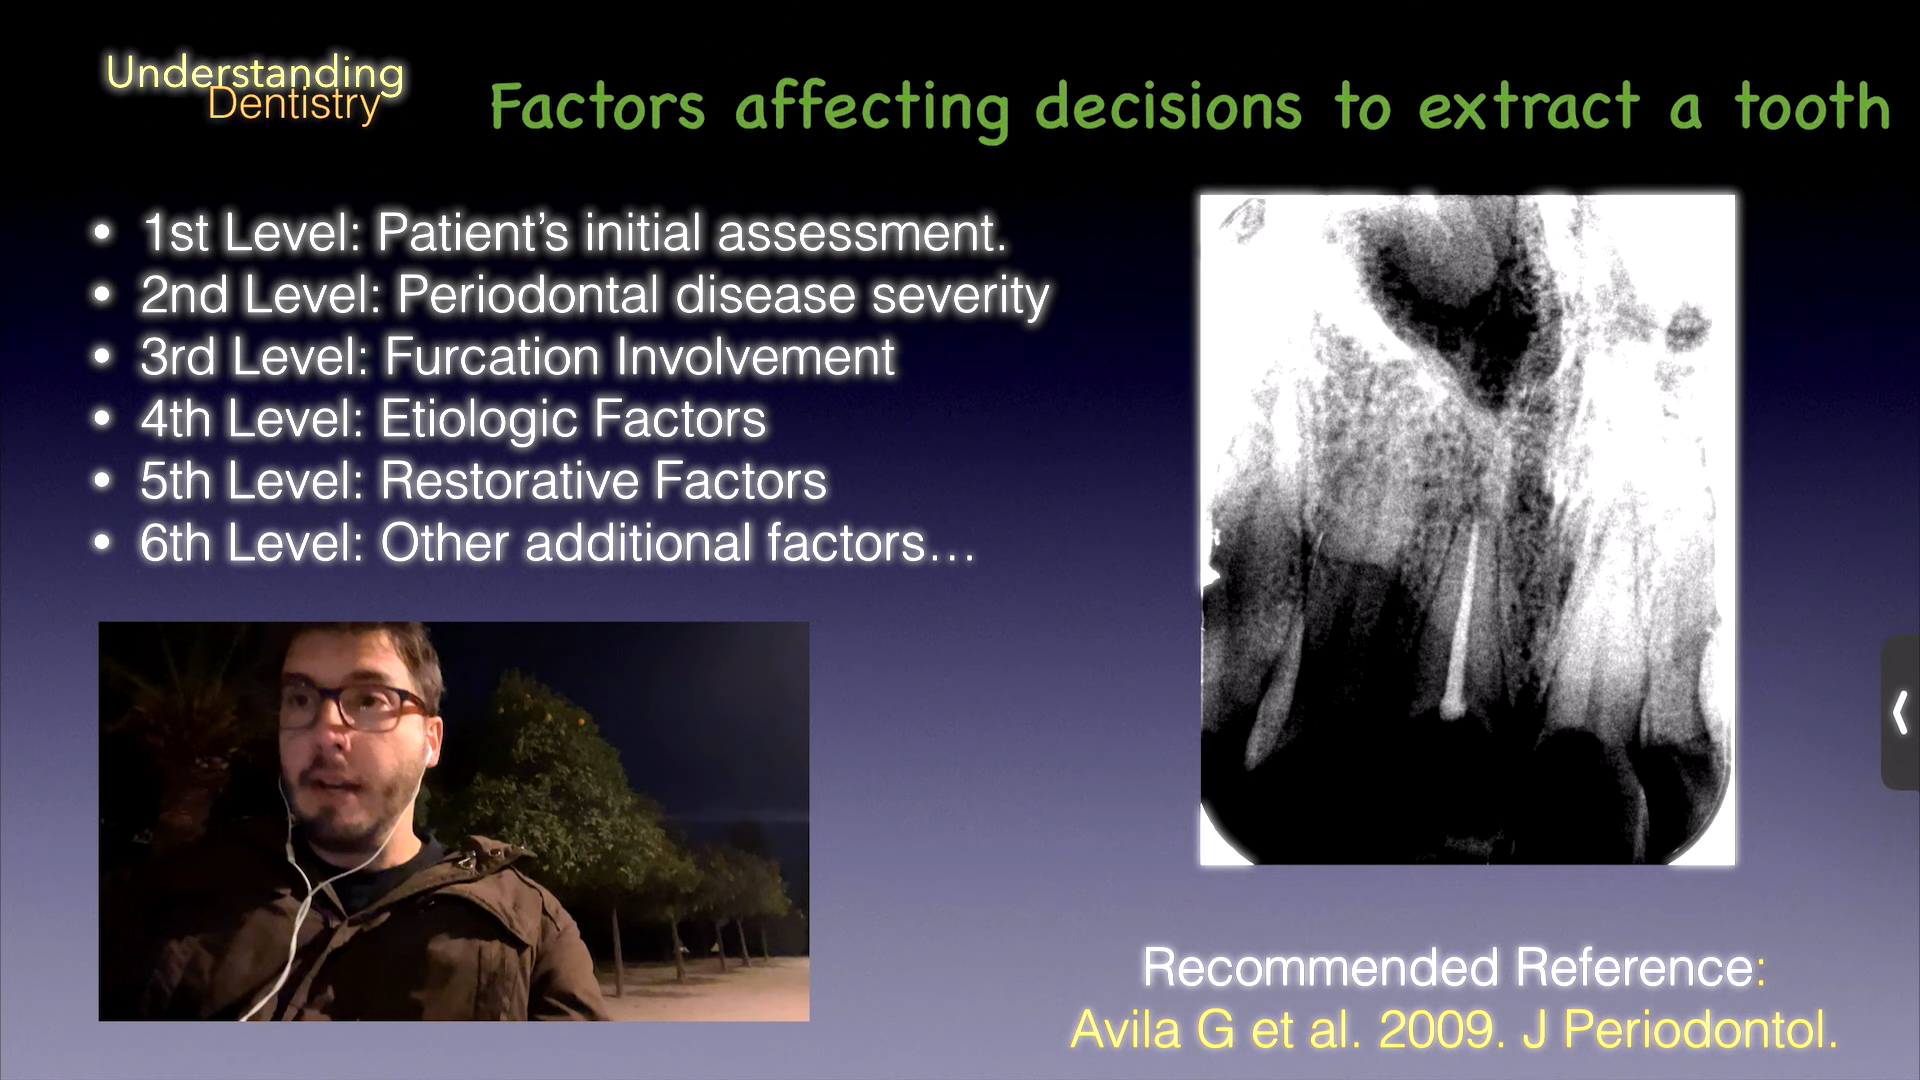 Understanding
Dentistry
Factors affecting decisions to extract a tooth
• 1st Level: Patient’s initial assessment.
• 2nd Level: Periodontal disease severity
• 3rd Level: Furcation Involvement
• 4th Level: Etiologic Factors
• 5th Level: Restorative Factors
• 6th Level: Other additional factors…
Recommended Reference:
Avila G et al. 2009. J Periodontol.